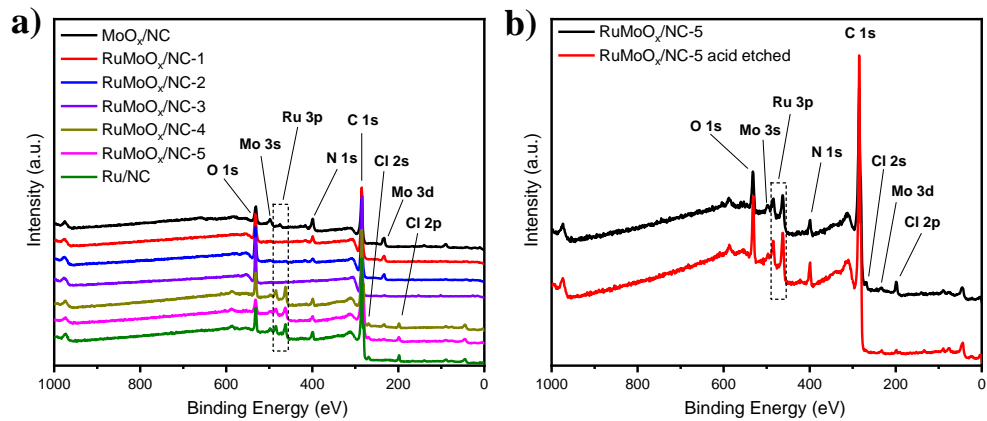 a)
MoOₓ/NC
RuMoOₓ/NC-1
RuMoOₓ/NC-2
RuMoOₓ/NC-3
RuMoOₓ/NC-4
RuMoOₓ/NC-5
Ru/NC
O 1s
Mo 3s
Ru 3p
N 1s
C 1s
Cl 2s
Mo 3d
Cl 2p
Intensity (a.u.)
1000 800 600 400 200 0
Binding Energy (eV)
b)
RuMoOₓ/NC-5
RuMoOₓ/NC-5 acid etched
C 1s
O 1s
Mo 3s
Ru 3p
N 1s
Cl 2s
Mo 3d
Cl 2p
Intensity (a.u.)
1000 800 600 400 200 0
Binding Energy (eV)